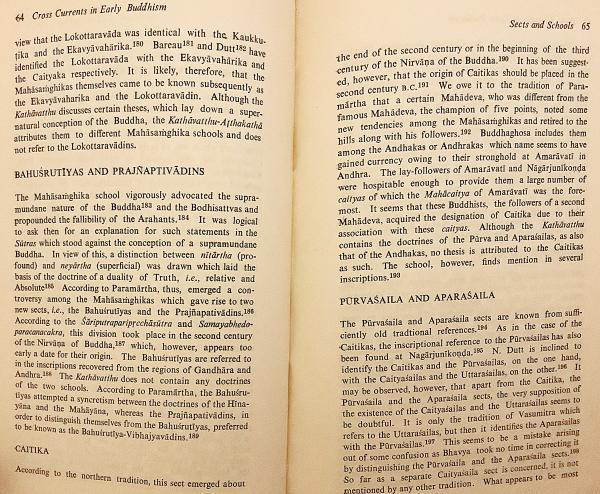 64 Cross Currents in Early Buddhism
view that the Lokottaravāda was identical with the Kaukku-
ṭika and the Ekavyāvahārika.180 Bareau181 and Dutt182 have
identified the Lokottaravāda with the Ekavyāvahārika and
the Caityaka respectively. It is likely, therefore, that the
Mahāsaṁghikas themselves came to be known subsequently as
the Ekavyāvaharika and the Lokottaravādin. Although the
Kathāvatthu discusses certain theses, which lay down a super-
natural conception of the Buddha, the Kathāvatthu-Aṭṭhakathā
attributes them to different Mahāsaṁghika schools and does
not refer to the Lokottaravādins.
BAHUŚRUTĪYAS AND PRAJÑAPTIVĀDINS
The Mahāsaṁghika school vigorously advocated the supra-
mundane nature of the Buddha183 and the Bodhisattvas and
propounded the fallibility of the Arahants.184 It was logical
to ask then for an explanation for such statements in the
Sūtras which stood against the conception of a supramundane
Buddha. In view of this, a distinction between nītārtha (pro-
found) and neyārtha (superficial) was drawn which laid the
basis of the doctrine of a duality of Truth, i.e., relative and
Absolute185 According to Paramārtha, thus, emerged a con-
troversy among the Mahāsaṁghikas which gave rise to two
new sects, i.e., the Bahuśrutīyas and the Prajñaptivādins.186
According to the Śāriputraparipṛcchāsūtra and Samayabhedo-
paracanacakra, this division took place in the second century
of the Nirvāṇa of Buddha,187 which, however, appears too
early a date for their origin. The Bahuśrutīyas are referred to
in the inscriptions recovered from the regions of Gandhāra and
Andhra.188 The Kathāvatthu does not contain any doctrines
of the two schools. According to Paramārtha, the Bahuśru-
tīyas attempted a syncretism between the doctrines of the Hīna-
yāna and the Mahāyāna, whereas the Prajñapatīvādins, in
order to distinguish themselves from the Bahuśrutīyas, preferred
to be known as the Bahuśrutīya-Vibhajyavādins.189
CAITIKA
According to the northern tradition, this sect emerged about
Sects and Schools 65
the end of the second century or in the beginning of the third
century of the Nirvāṇa of the Buddha.190 It has been suggest-
ed, however, that the origin of Caitikas should be placed in the
second century B.C.191 We owe it to the tradition of Para-
mārtha that a certain Mahādeva, who was different from the
famous Mahādeva, the champion of five points, noted some
new tendencies among the Mahāsaṁghikas and retired to the
hills along with his followers.192 Buddhaghosa includes them
among the Andhakas or Andhrakas which name seems to have
gained currency owing to their stronghold at Amarāvatī in
Andhra. The lay-followers of Amarāvatī and Nāgārjunikoṇḍa
were hospitable enough to provide them a large number of
caityas of which the Mahācaitya of Amarāvatī was the fore-
most. It seems that these Buddhists, the followers of a second
Mahādeva, acquired the designation of Caitika due to their
association with these caityas. Although the Kathāvatthu
contains the doctrines of the Pūrva and Aparaśailas, as also
that of the Andhakas, no thesis is attributed to the Caitikas
as such. The school, however, finds mention in several
inscriptions.193
PŪRVAŚAILA AND APARAŚAILA
The Pūrvaśaila and Aparaśaila sects are known from suffi-
ciently old traditional references.194 As in the case of the
Caitikas, the inscriptional reference to the Pūrvaśailas has also
been found at Nagārjunikoṇḍa.195 N. Dutt is inclined to
identify the Caitikas and the Pūrvaśailas, on the one hand,
with the Caityaśailas and the Uttaraśailas, on the other.196 It
may be observed, however, that apart from the Caitika, the
Pūrvaśaila and the Aparaśaila sects, the very supposition of
the existence of the Caityaśailas and the Uttaraśailas seems to
be doubtful. It is only the tradition of Vasumitra which
refers to the Uttaraśailas, but then it identifies the Aparaśailas
with the Pūrvaśailas.197 This seems to be a mistake arising
out of some confusion as Bhavya took no time in correcting it
by distinguishing the Pūrvaśaila and the Aparaśaila sects.198
So far as a separate Caityaśaila sect is concerned, it is not
mentioned by any other tradition. What appears to be most